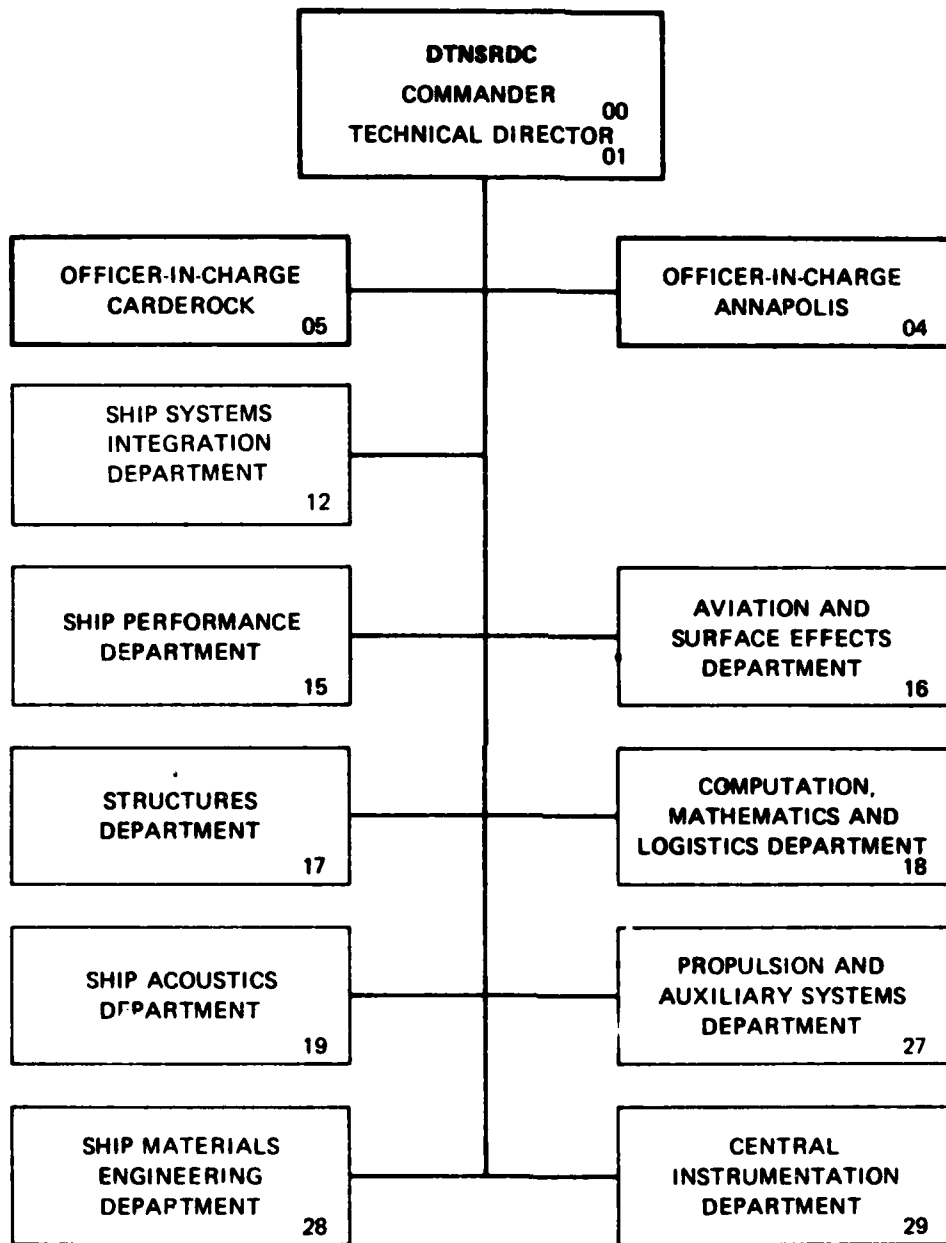 DTNSRDC
COMMANDER
00
TECHNICAL DIRECTOR
01
OFFICER-IN-CHARGE
CARDEROCK
05
OFFICER-IN-CHARGE
ANNAPOLIS
04
SHIP SYSTEMS
INTEGRATION
DEPARTMENT
12
SHIP PERFORMANCE
DEPARTMENT
15
AVIATION AND
SURFACE EFFECTS
DEPARTMENT
16
STRUCTURES
DEPARTMENT
17
COMPUTATION,
MATHEMATICS AND
LOGISTICS DEPARTMENT
18
SHIP ACOUSTICS
DEPARTMENT
19
PROPULSION AND
AUXILIARY SYSTEMS
DEPARTMENT
27
SHIP MATERIALS
ENGINEERING
DEPARTMENT
28
CENTRAL
INSTRUMENTATION
DEPARTMENT
29